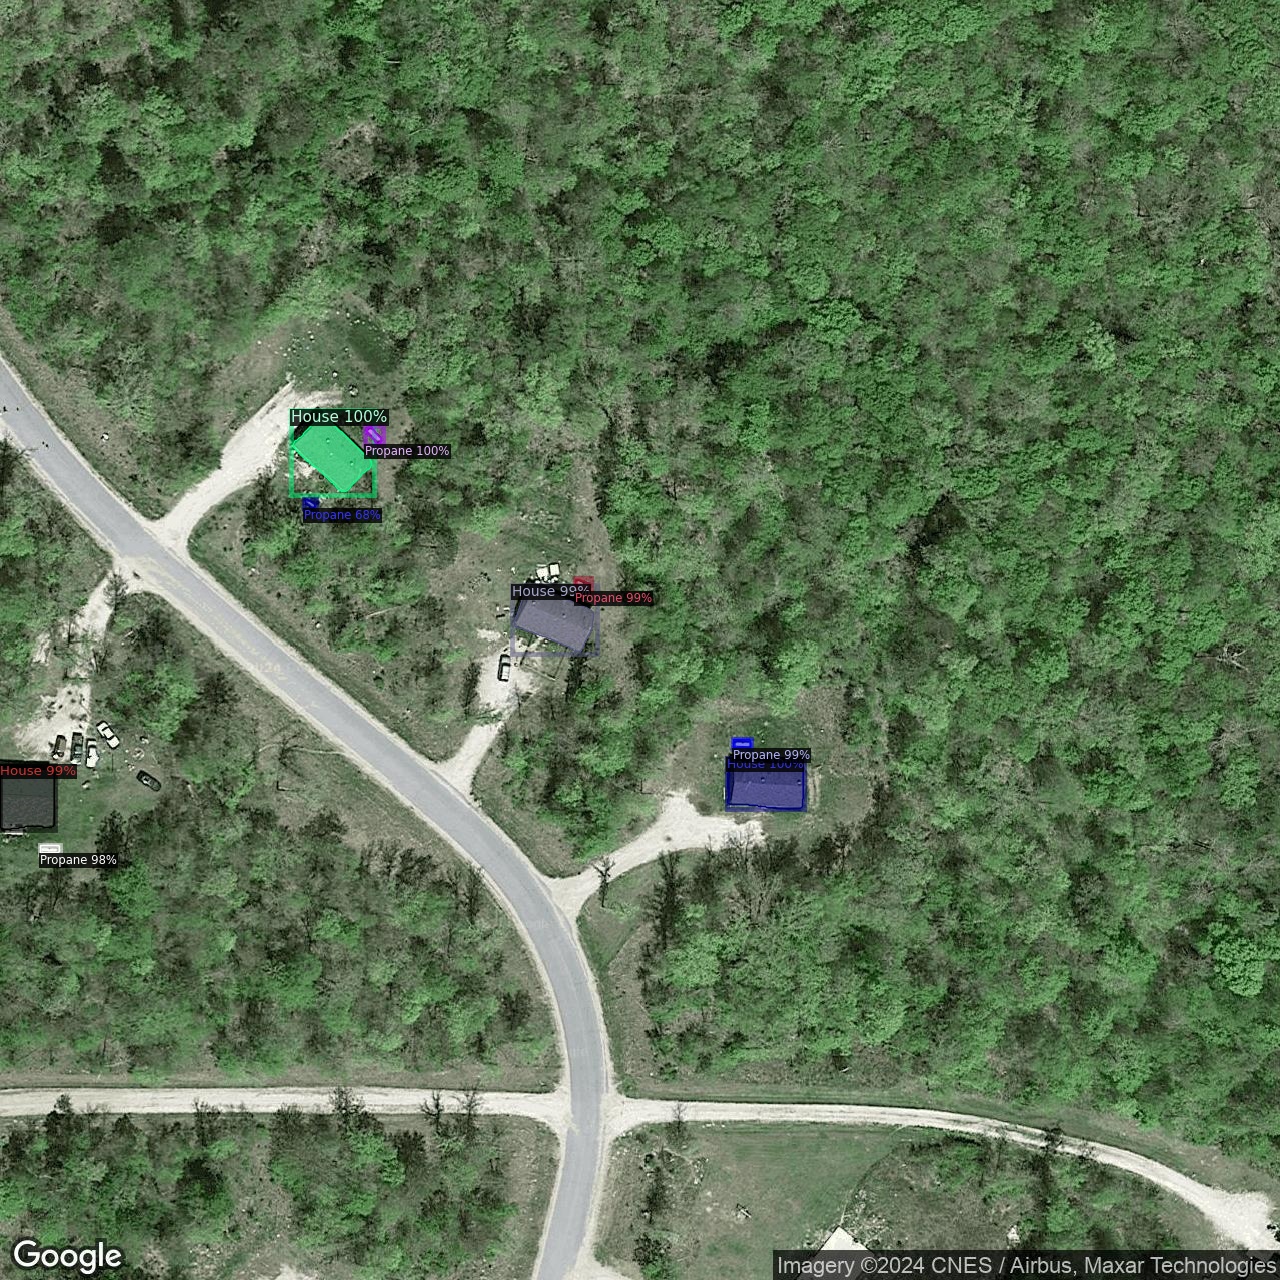 House 100%
Propane 100%
Propane 68%
House 99%
Propane 99%
Propane 99%
House 100%
House 99%
Propane 98%
Google
Imagery ©2024 CNES / Airbus, Maxar Technologies